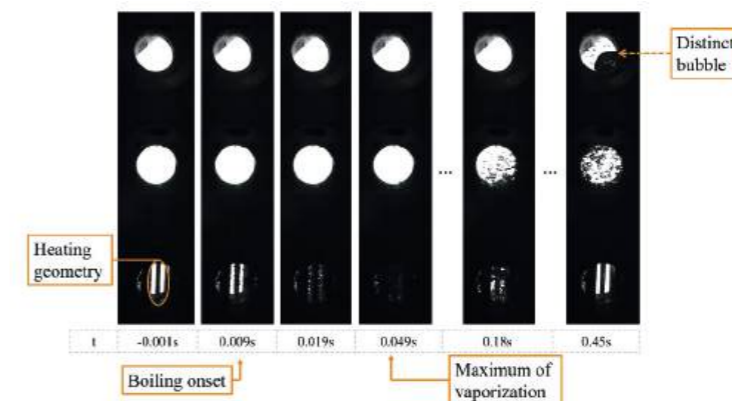 Distinct
bubble
... ...
Heating
geometry
t -0.001s 0.009s 0.019s 0.049s 0.18s 0.45s
Boiling onset
Maximum of
vaporization